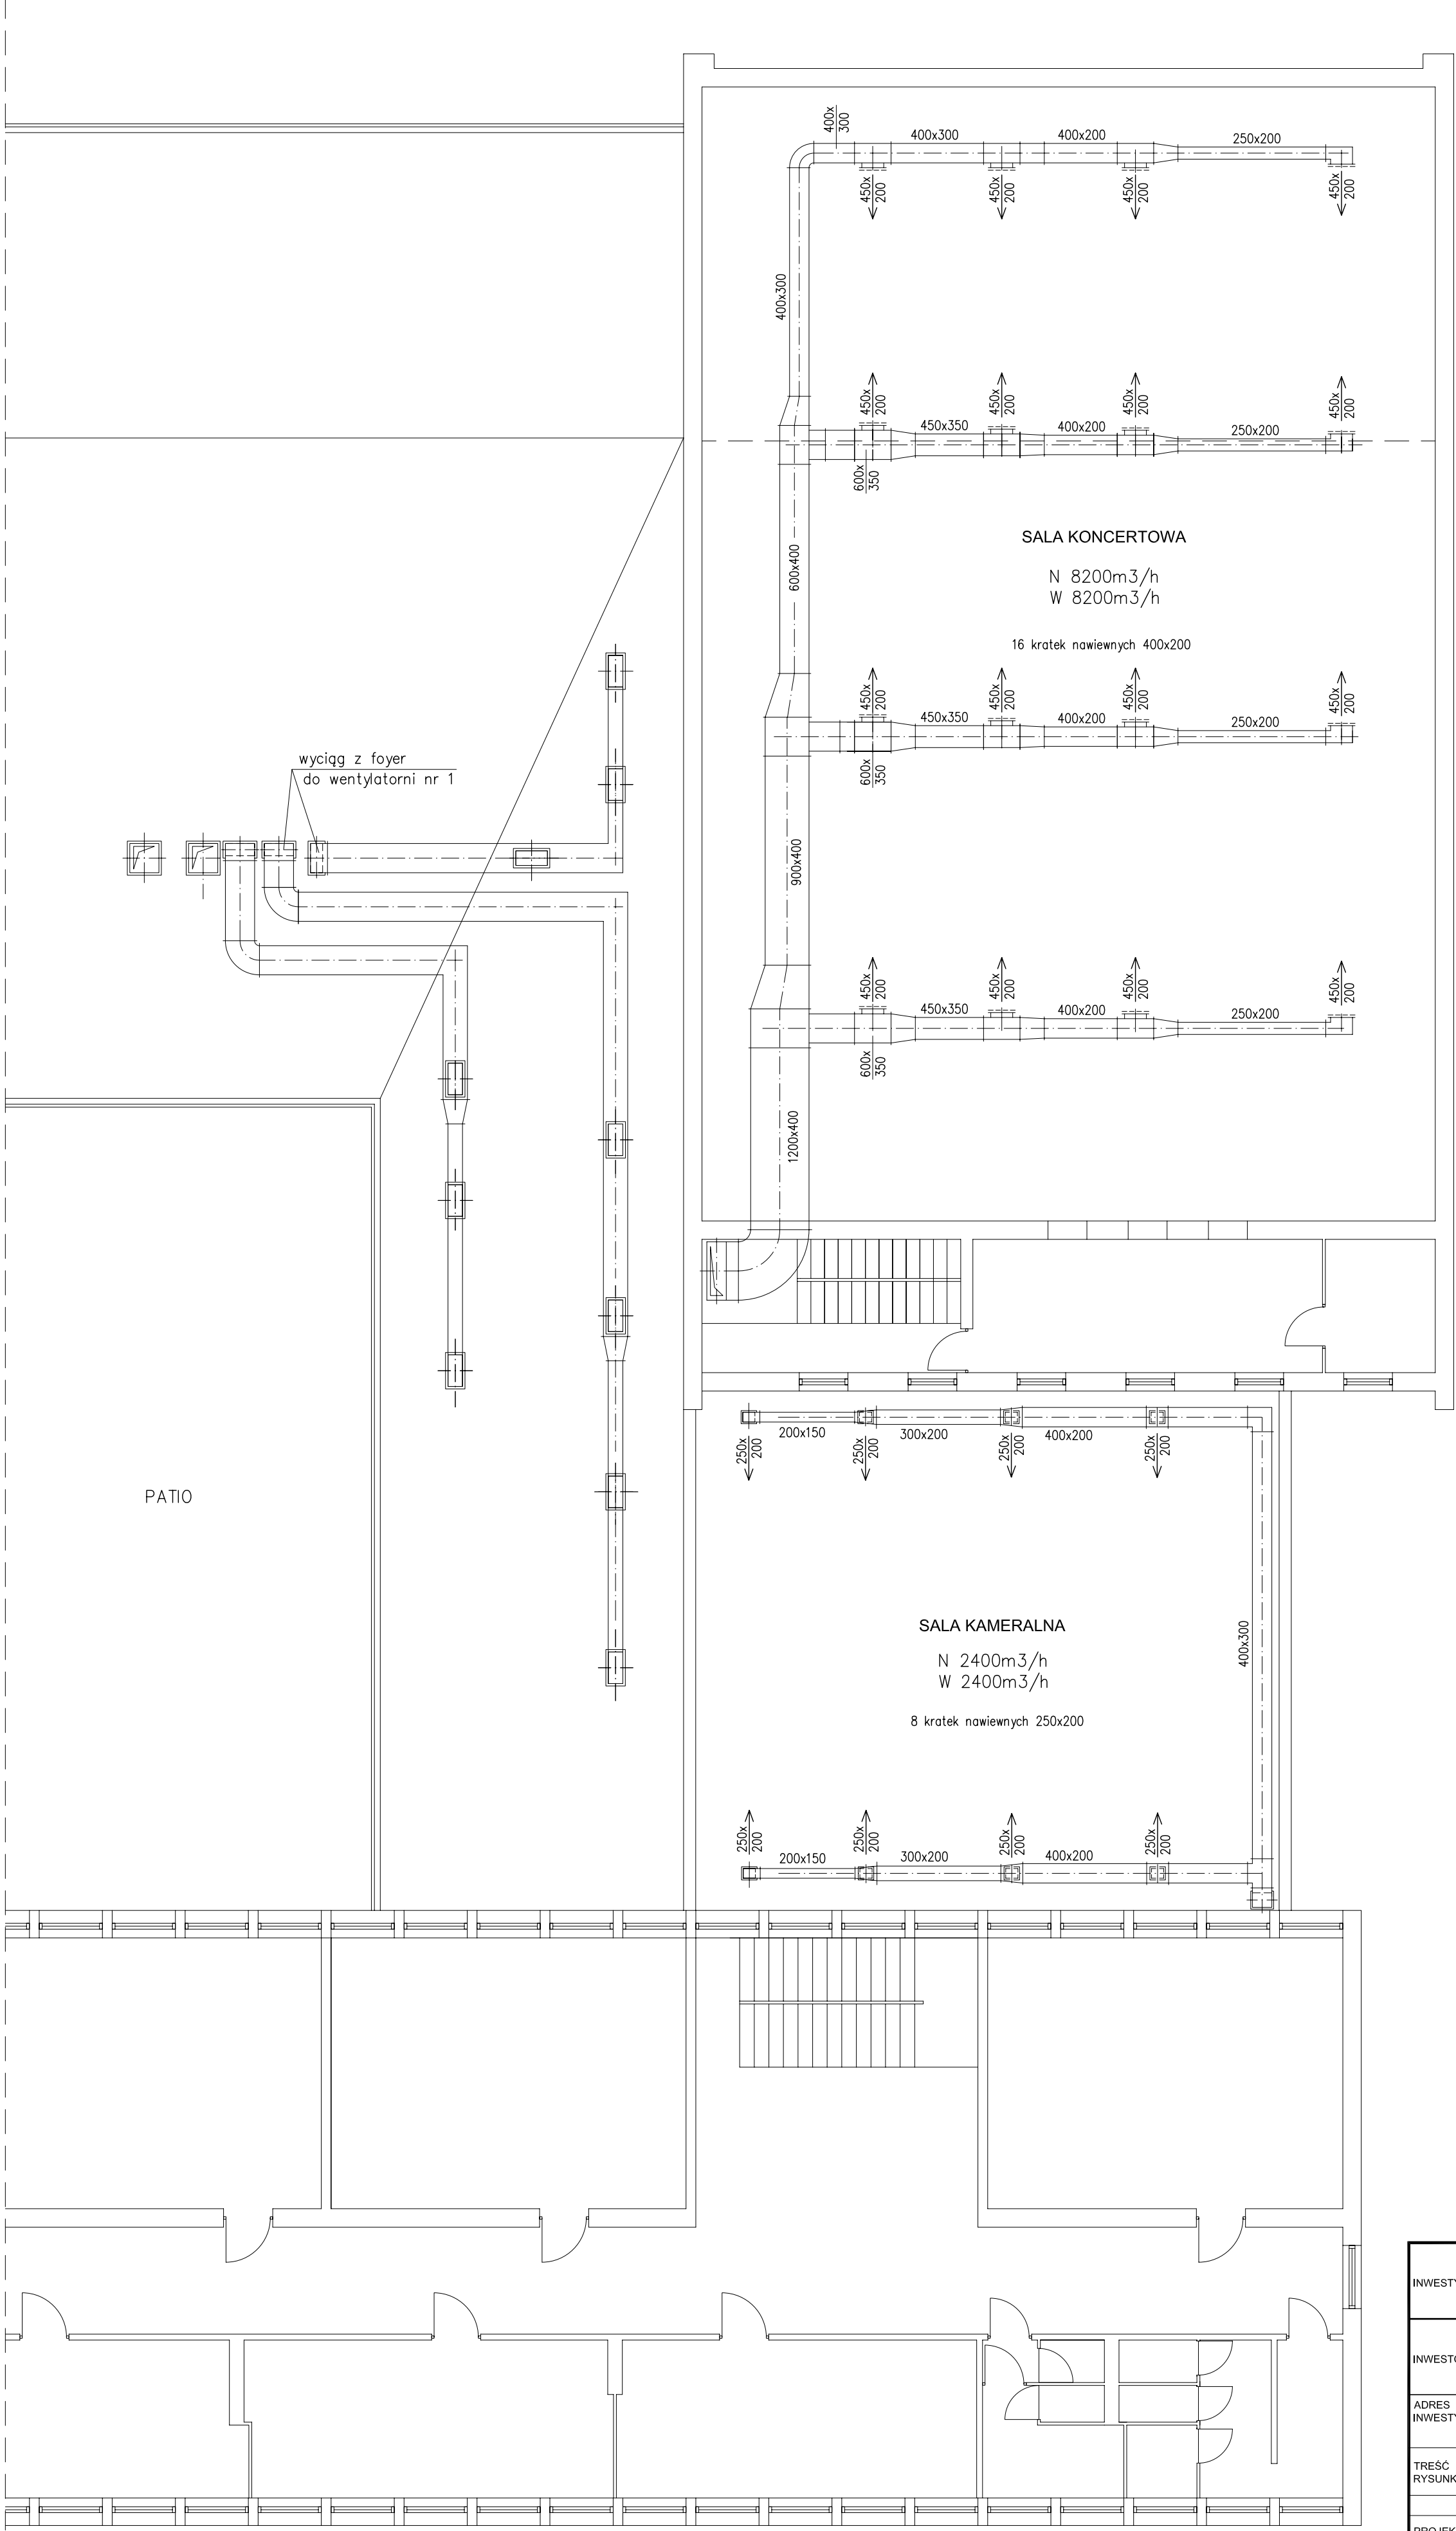 400x
300
400x300
400x200
250x200
450x
200
450x
200
450x
200
450x
200
400x300
450x
200
450x
200
450x
200
450x
200
450x350
400x200
250x200
600x
350
SALA KONCERTOWA
600x400
N 8200m3/h
W 8200m3/h
16 kratek nawiewnych 400x200
450x
200
450x
200
450x
200
450x
200
450x350
400x200
250x200
600x
350
wyciąg z foyer
do wentylatorni nr 1
900x400
450x
200
450x
200
450x
200
450x
200
450x350
400x200
250x200
600x
350
1200x400
200x150
300x200
400x200
250x
200
250x
200
250x
200
250x
200
PATIO
SALA KAMERALNA
400x300
N 2400m3/h
W 2400m3/h
8 kratek nawiewnych 250x200
250x
200
250x
200
250x
200
250x
200
200x150
300x200
400x200
ADRES
TREŚĆ